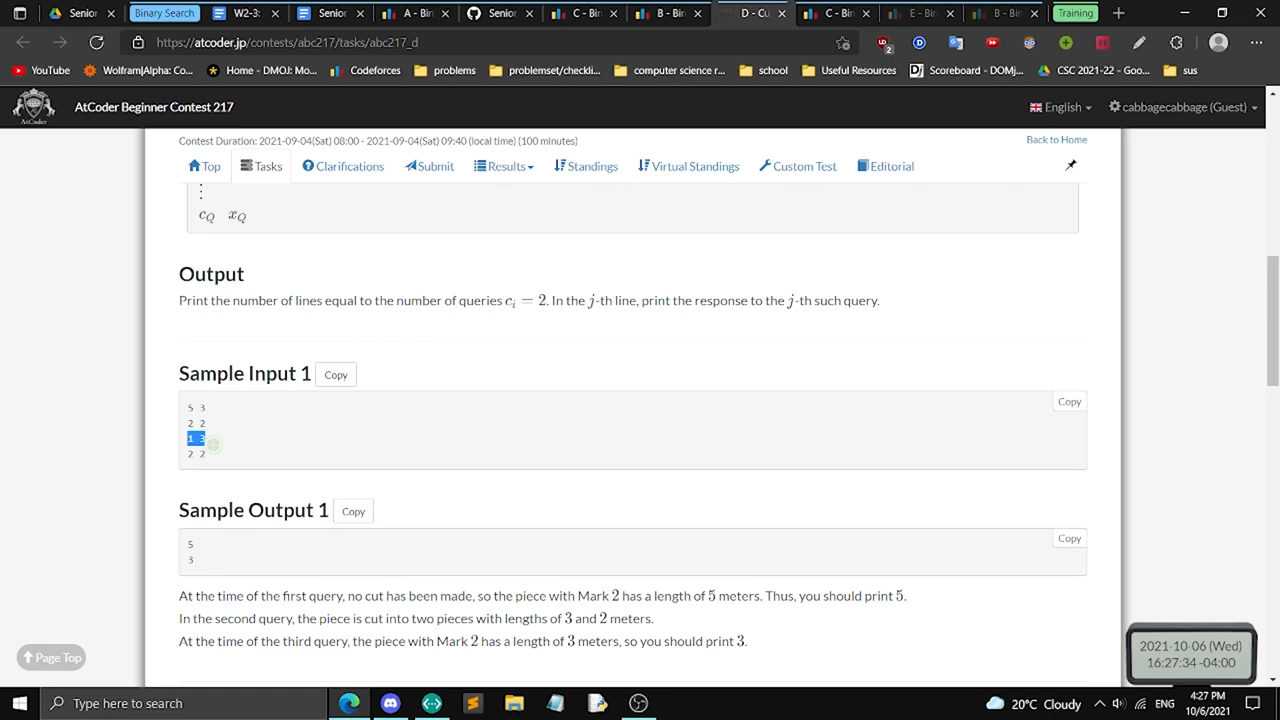 Senior
Binary Search
W2-3:
Senior
A - Bin
Senior
C - Bin
B - Bin
D - Cu
C - Bin
E - Bin
B - Bin
Training
https://atcoder.jp/contests/abc217/tasks/abc217_d
2
YouTube
Wolfram|Alpha: Co...
Home - DMOJ: Mo...
Codeforces
problems
problemset/checkli...
computer science r...
school
Useful Resources
Scoreboard — DOMj...
CSC 2021-22 - Goo...
sus
AtCoder Beginner Contest 217
English
cabbagecabbage (Guest)
Contest Duration: 2021-09-04(Sat) 08:00 - 2021-09-04(Sat) 09:40 (local time) (100 minutes)
Back to Home
Top
Tasks
Clarifications
Submit
Results
Standings
Virtual Standings
Custom Test
Editorial
⋮
c_Q x_Q
Output
Print the number of lines equal to the number of queries c_i = 2. In the j-th line, print the response to the j-th such query.
Sample Input 1
Copy
Copy
5 3
2 2
1 3
2 2
Sample Output 1
Copy
Copy
5
3
At the time of the first query, no cut has been made, so the piece with Mark 2 has a length of 5 meters. Thus, you should print 5.
In the second query, the piece is cut into two pieces with lengths of 3 and 2 meters.
At the time of the third query, the piece with Mark 2 has a length of 3 meters, so you should print 3.
Page Top
2021-10-06 (Wed)
16:27:34 -04:00
Type here to search
20°C Cloudy
ENG
4:27 PM
10/6/2021